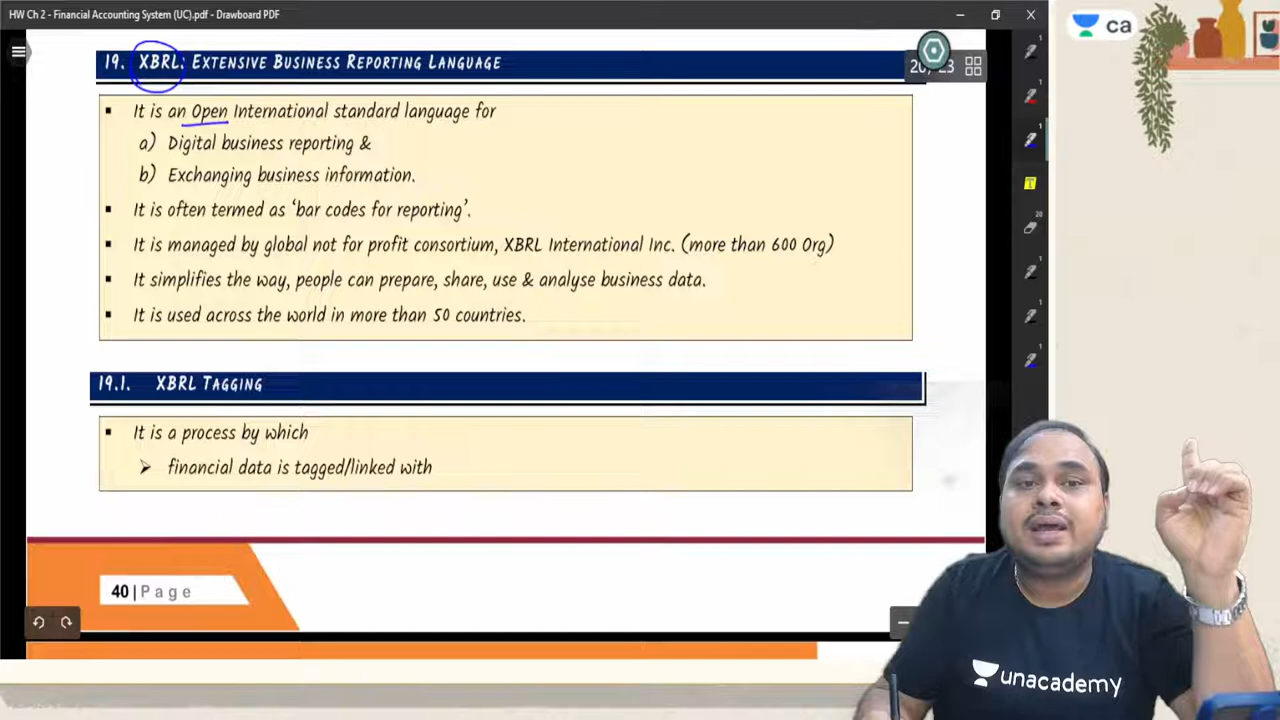 HW Ch 2 - Financial Accounting System (UC).pdf - Drawboard PDF
ca
19. XBRL: EXTENSIVE BUSINESS REPORTING LANGUAGE
▪ It is an Open International standard language for
a) Digital business reporting &
b) Exchanging business information.
▪ It is often termed as ‘bar codes for reporting’.
▪ It is managed by global not for profit consortium, XBRL International Inc. (more than 600 Org)
▪ It simplifies the way, people can prepare, share, use & analyse business data.
▪ It is used across the world in more than 50 countries.
19.1. XBRL TAGGING
▪ It is a process by which
➢ financial data is tagged/linked with
40 | Page
unacademy